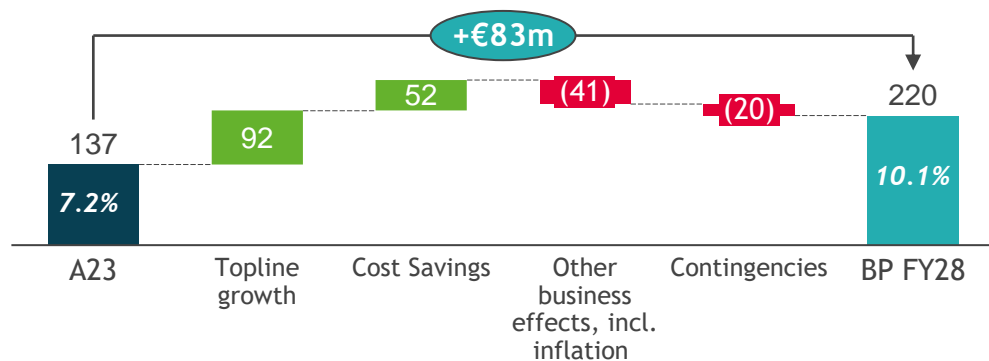 +€83m
137
92
52
(41)
(20)
220
7.2%
10.1%
A23
Topline
growth
Cost Savings
Other
business
effects, incl.
inflation
Contingencies
BP FY28